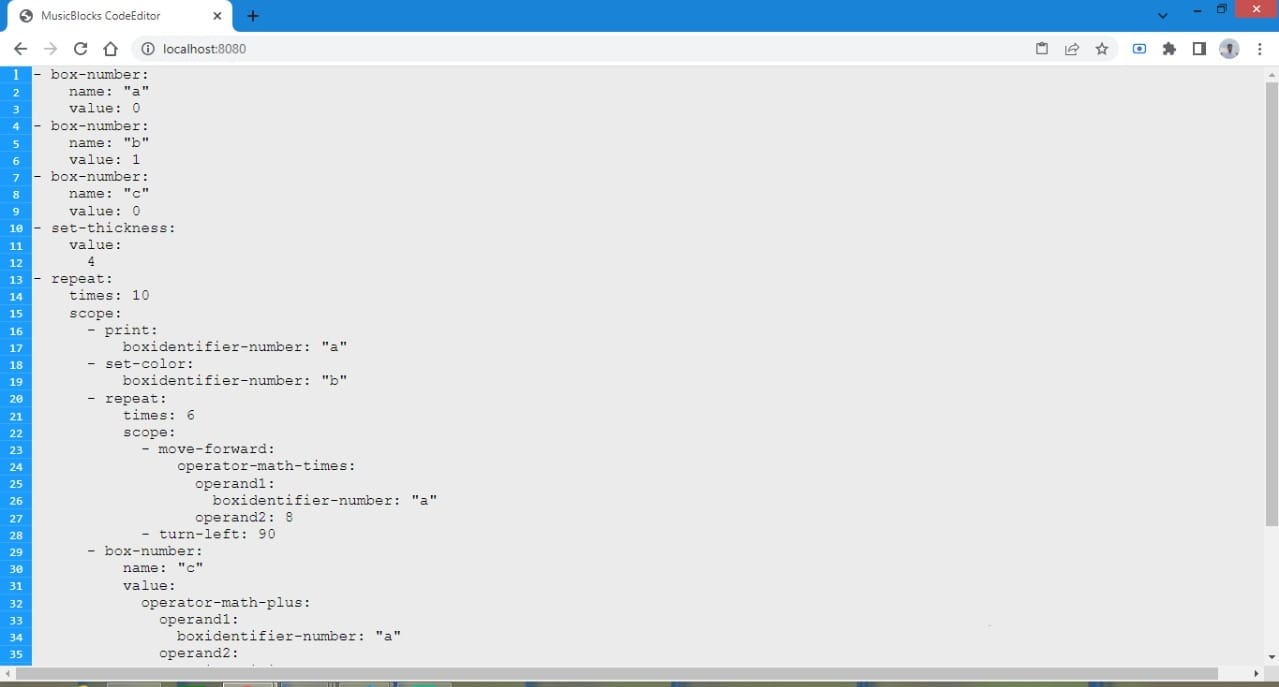 MusicBlocks CodeEditor
localhost:8080
1 - box-number:
2 name: "a"
3 value: 0
4 - box-number:
5 name: "b"
6 value: 1
7 - box-number:
8 name: "c"
9 value: 0
10 - set-thickness:
11 value:
12 4
13 - repeat:
14 times: 10
15 scope:
16 - print:
17 boxidentifier-number: "a"
18 - set-color:
19 boxidentifier-number: "b"
20 - repeat:
21 times: 6
22 scope:
23 - move-forward:
24 operator-math-times:
25 operand1:
26 boxidentifier-number: "a"
27 operand2: 8
28 - turn-left: 90
29 - box-number:
30 name: "c"
31 value:
32 operator-math-plus:
33 operand1:
34 boxidentifier-number: "a"
35 operand2: